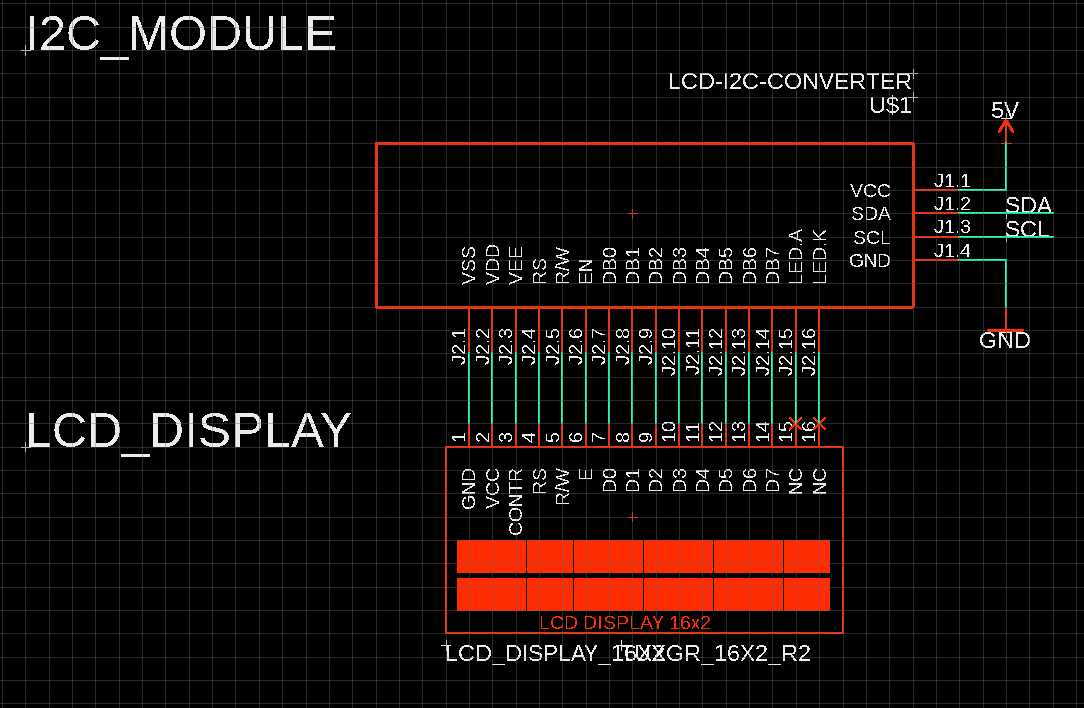 I2C_MODULE
LCD-I2C-CONVERTER
U$1
5V
VCC J1.1
SDA J1.2 SDA
SCL J1.3 SCL
GND J1.4
GND
VSS VDD VEE RS R/W EN DB0 DB1 DB2 DB3 DB4 DB5 DB6 DB7 LED.A LED.K
J2.1 J2.2 J2.3 J2.4 J2.5 J2.6 J2.7 J2.8 J2.9 J2.10 J2.11 J2.12 J2.13 J2.14 J2.15 J2.16
LCD_DISPLAY
1 2 3 4 5 6 7 8 9 10 11 12 13 14 15 16
GND VCC CONTR RS R/W E D0 D1 D2 D3 D4 D5 D6 D7 NC NC
LCD DISPLAY 16x2
LCD_DISPLAY_16X2
TUXGR_16X2_R2